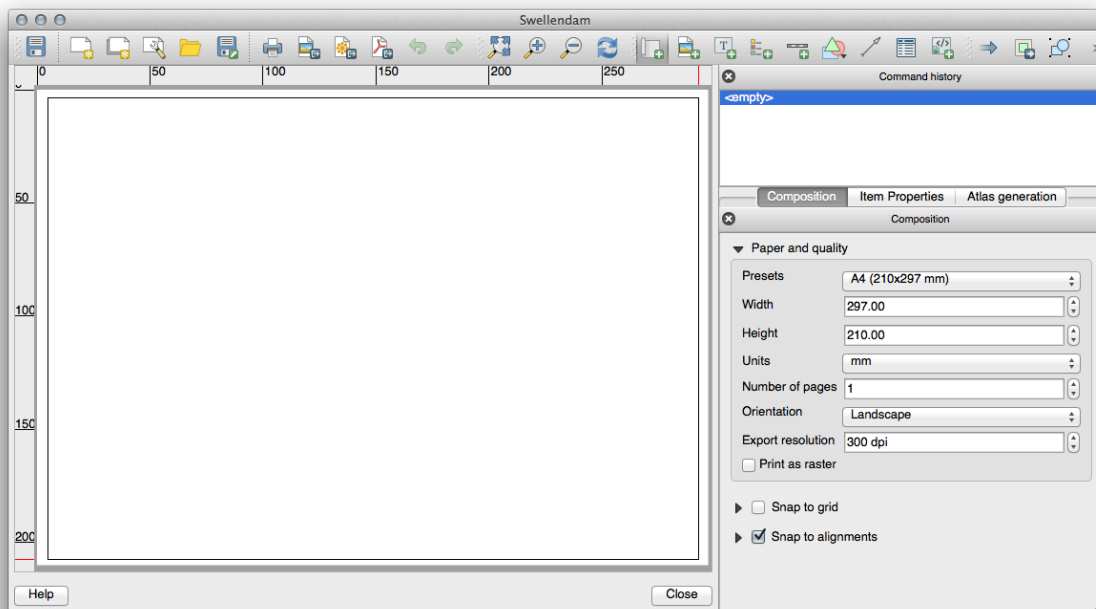 Swellendam
0 50 100 150 200 250
Command history
<empty>
50
100
150
200
Composition Item Properties Atlas generation
Composition
Paper and quality
Presets A4 (210x297 mm)
Width 297.00
Height 210.00
Units mm
Number of pages 1
Orientation Landscape
Export resolution 300 dpi
Print as raster
Snap to grid
Snap to alignments
Help Close